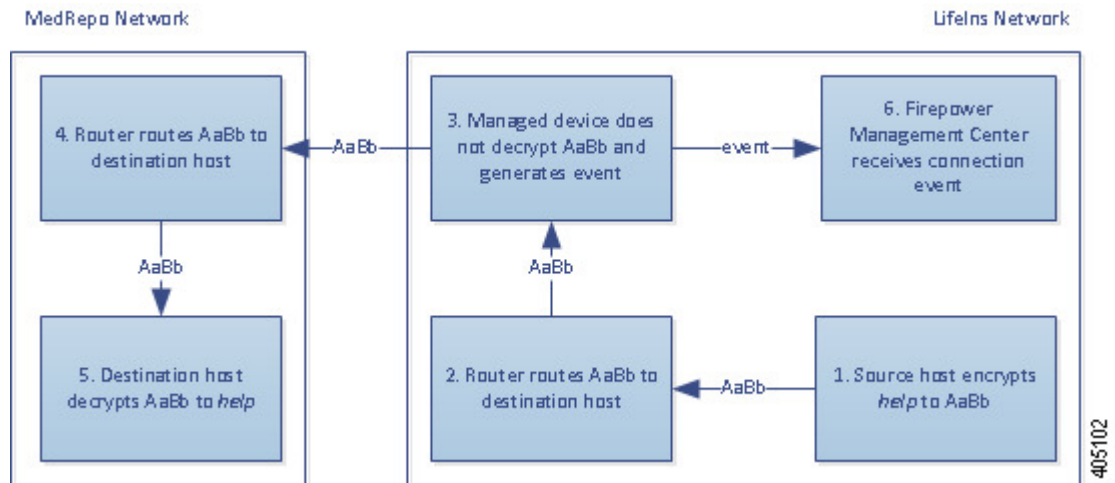 MedRepo Network
LifeIns Network
4. Router routes AaBb to
destination host
AaBb
3. Managed device does
not decrypt AaBb and
generates event
event
6. Firepower
Management Center
receives connection
event
AaBb
AaBb
5. Destination host
decrypts AaBb to help
2. Router routes AaBb to
destination host
AaBb
1. Source host encrypts
help to AaBb
405102